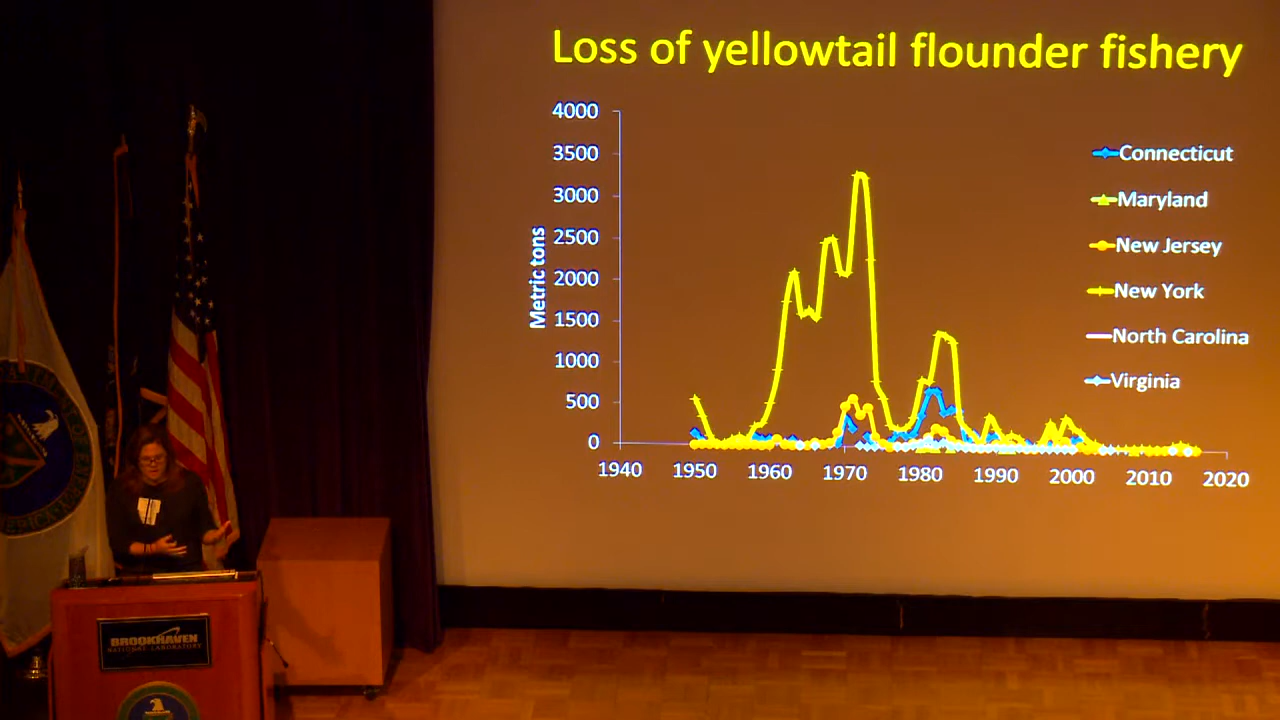 Loss of yellowtail flounder fishery
4000
3500
3000
2500
2000
1500
1000
500
0
Metric tons
1940 1950 1960 1970 1980 1990 2000 2010 2020
Connecticut
Maryland
New Jersey
New York
North Carolina
Virginia
BROOKHAVEN
NATIONAL LABORATORY